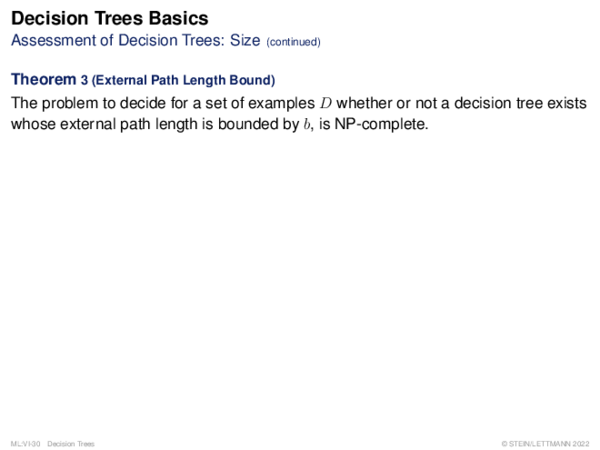 Decision Trees Basics
Assessment of Decision Trees: Size (continued)
Theorem 3 (External Path Length Bound)
The problem to decide for a set of examples D whether or not a decision tree exists
whose external path length is bounded by b, is NP-complete.
ML:VI-30 Decision Trees
© STEIN/LETTMANN 2022